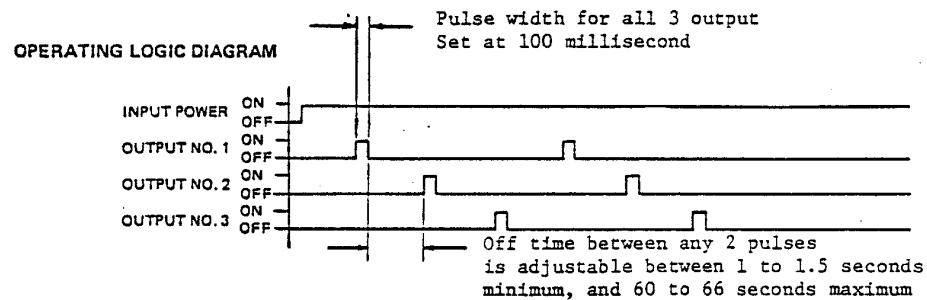 Pulse width for all 3 output
Set at 100 millisecond
OPERATING LOGIC DIAGRAM
INPUT POWER ON
OFF
OUTPUT NO. 1 ON
OFF
OUTPUT NO. 2 ON
OFF
OUTPUT NO. 3 ON
OFF
Off time between any 2 pulses
is adjustable between 1 to 1.5 seconds
minimum, and 60 to 66 seconds maximum